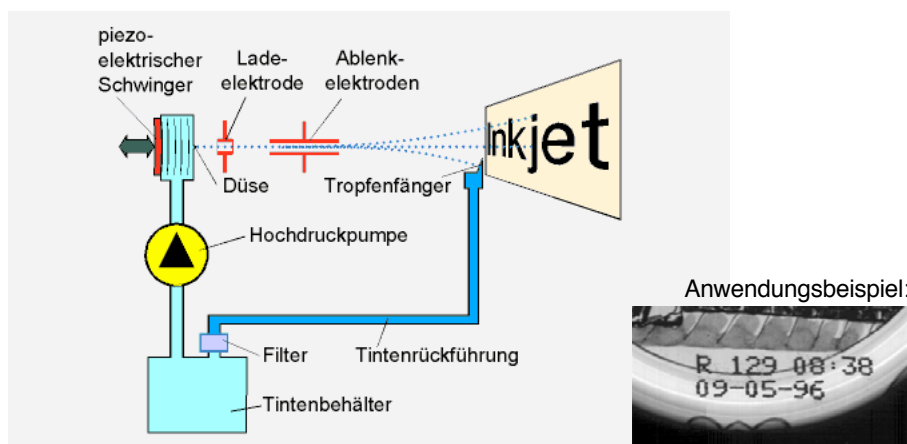 piezo-
elektrischer
Schwinger
Lade-
elektrode
Ablenk-
elektroden
Inkjet
Düse
Tropfenfänger
Hochdruckpumpe
Filter
Tintenrückführung
Tintenbehälter
Anwendungsbeispiel:
R 129 08:38
09-05-96